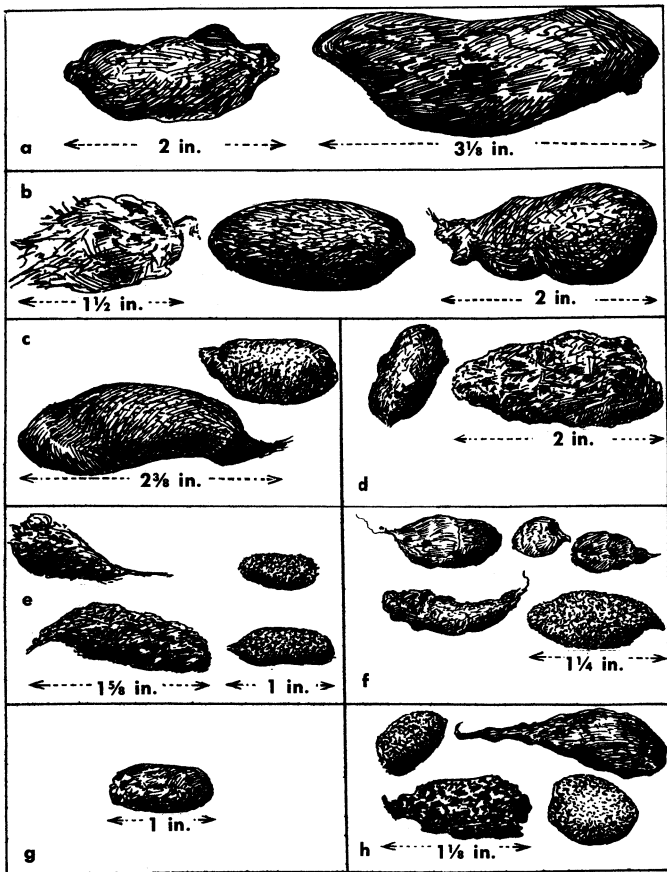 a 2 in. 3⅛ in.
b
1½ in. 2 in.
c
2⅜ in.
d 2 in.
e
1⅝ in. 1 in.
f 1¼ in.
g 1 in.
h 1⅛ in.